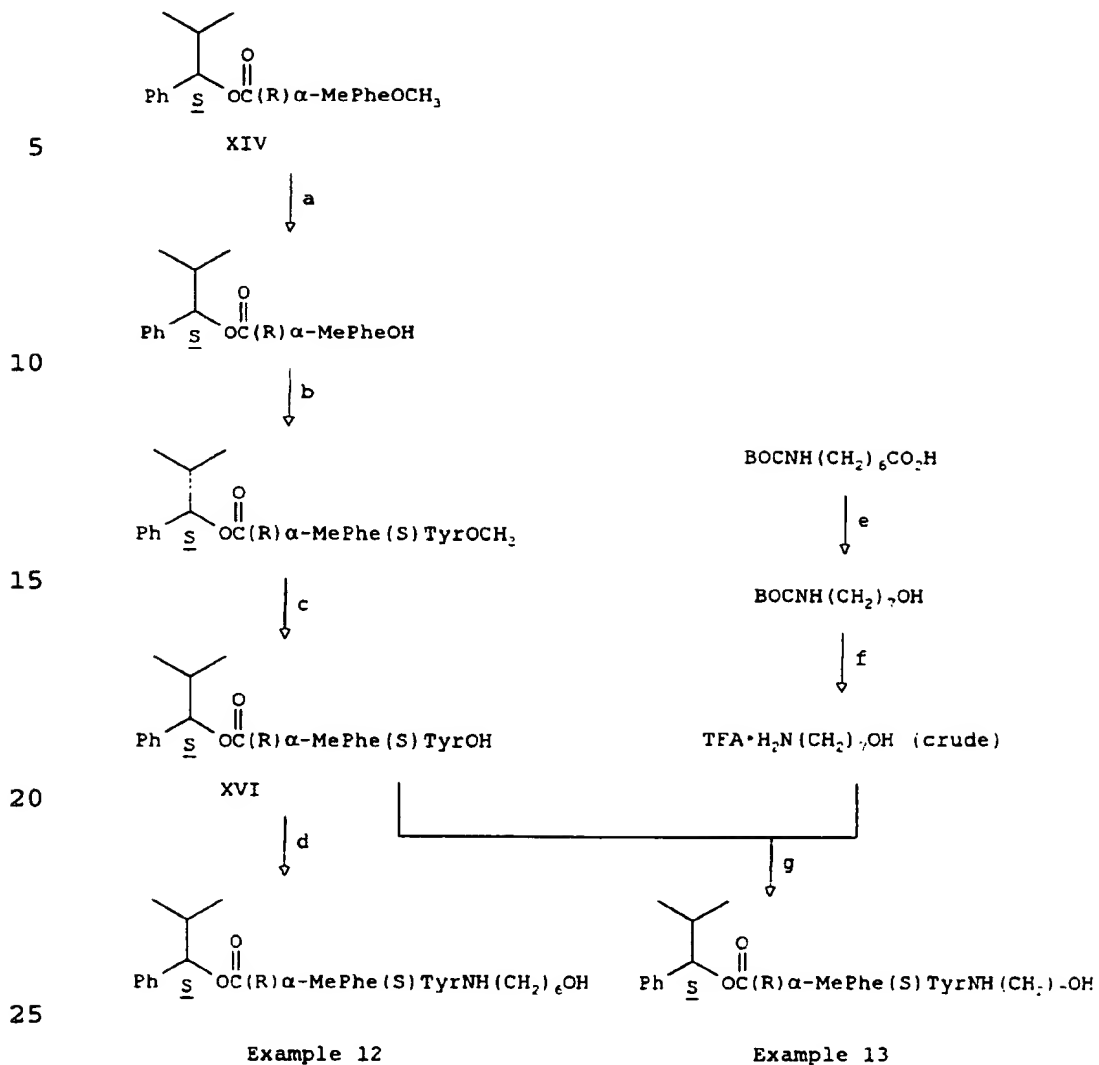 O
Ph S OC(R)α-MePheOCH3
5
XIV
a
O
Ph S OC(R)α-MePheOH
10
b
O
Ph S OC(R)α-MePhe(S)TyrOCH3
BOCNH(CH2)6CO2H
e
15
c
BOCNH(CH2)7OH
f
O
Ph S OC(R)α-MePhe(S)TyrOH
TFA•H2N(CH2)7OH (crude)
XVI
20
d
g
O
Ph S OC(R)α-MePhe(S)TyrNH(CH2)6OH
O
Ph S OC(R)α-MePhe(S)TyrNH(CH2)7OH
25
Example 12
Example 13